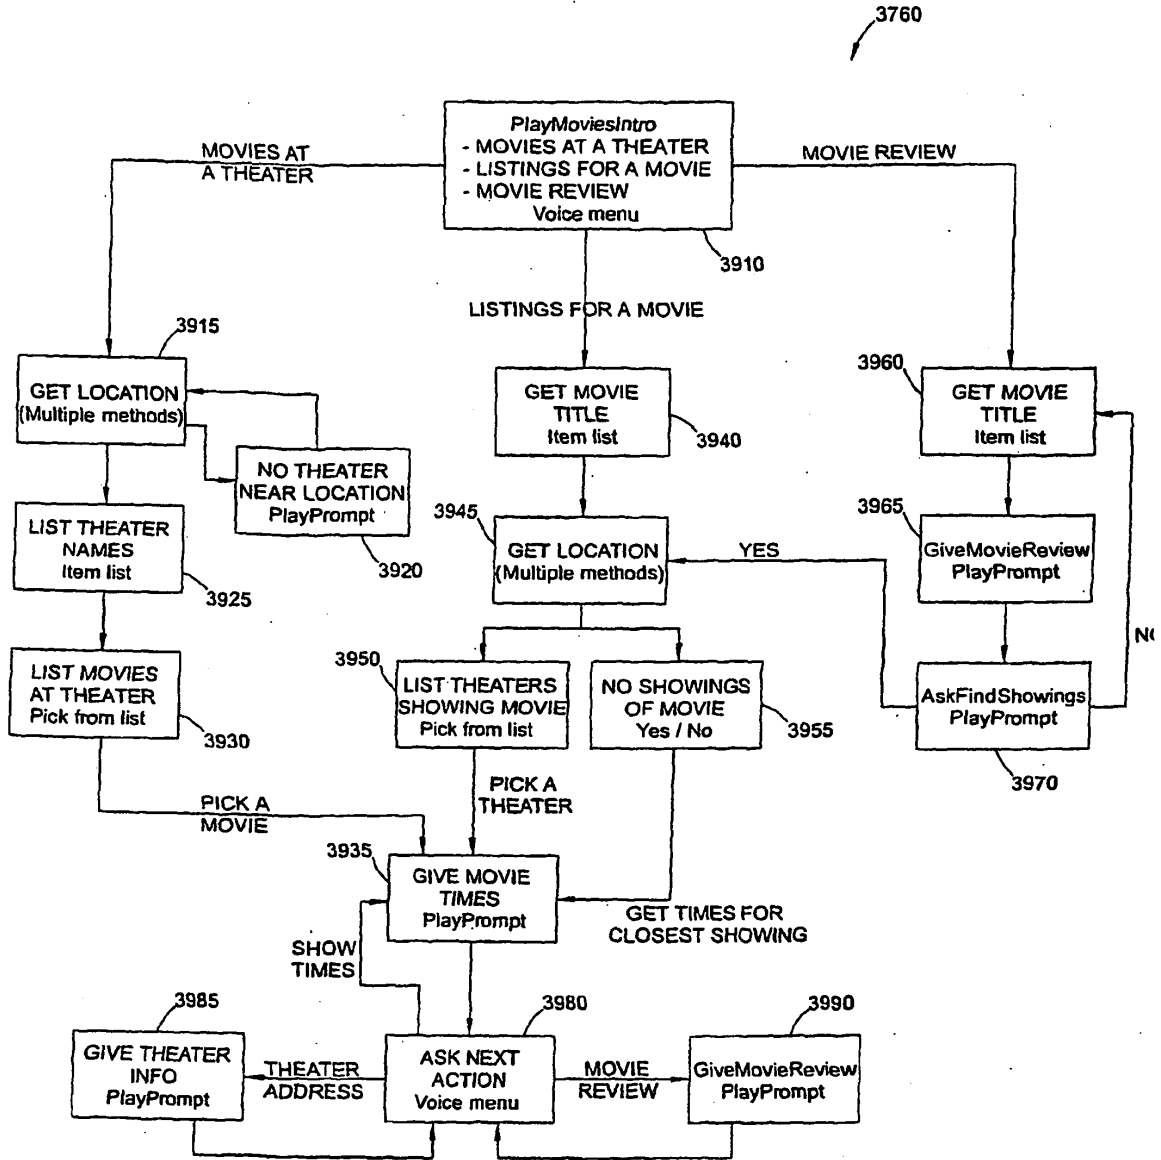 3760
PlayMoviesIntro
- MOVIES AT A THEATER
- LISTINGS FOR A MOVIE
- MOVIE REVIEW
Voice menu
3910
MOVIES AT
A THEATER
MOVIE REVIEW
LISTINGS FOR A MOVIE
3915
GET LOCATION
(Multiple methods)
NO THEATER
NEAR LOCATION
PlayPrompt
3920
LIST THEATER
NAMES
Item list
3925
LIST MOVIES
AT THEATER
Pick from list
3930
PICK A
MOVIE
GET MOVIE
TITLE
Item list
3940
3945
GET LOCATION
(Multiple methods)
YES
3950
LIST THEATERS
SHOWING MOVIE
Pick from list
NO SHOWINGS
OF MOVIE
Yes / No
3955
PICK A
THEATER
3960
GET MOVIE
TITLE
Item list
3965
GiveMovieReview
PlayPrompt
AskFindShowings
PlayPrompt
3970
3935
GIVE MOVIE
TIMES
PlayPrompt
GET TIMES FOR
CLOSEST SHOWING
SHOW
TIMES
3985
GIVE THEATER
INFO
PlayPrompt
THEATER
ADDRESS
3980
ASK NEXT
ACTION
Voice menu
MOVIE
REVIEW
3990
GiveMovieReview
PlayPrompt